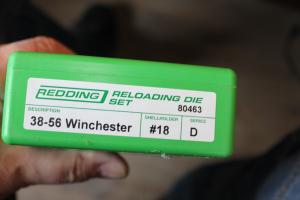 REDDING RELOADING DIE
SET 80463
DESCRIPTION SHELLHOLDER SERIES
38-56 Winchester #18 D